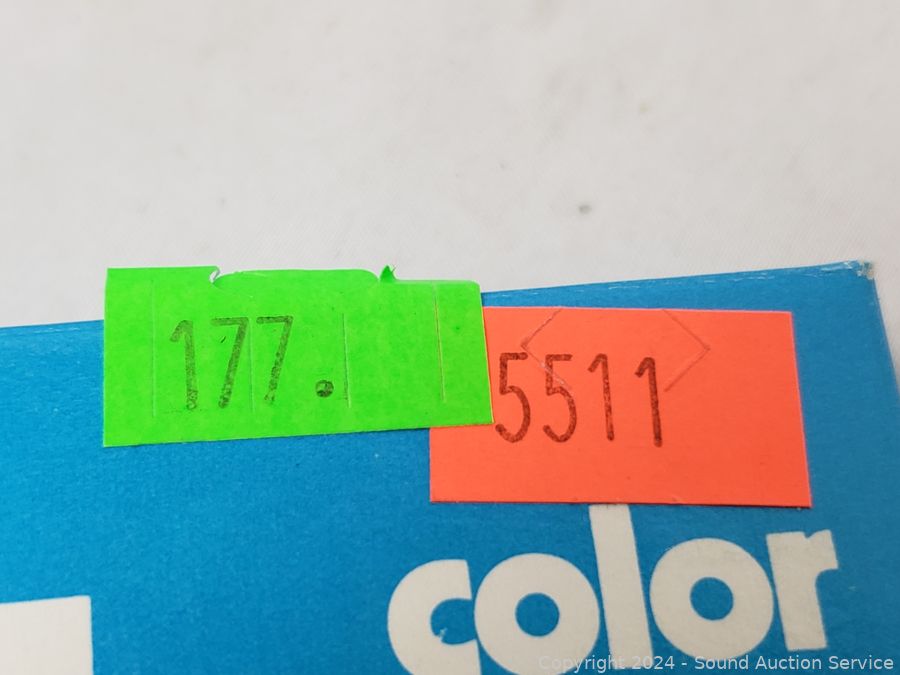 177.
5511
color
Copyright © 2024 - Sound Auction Service